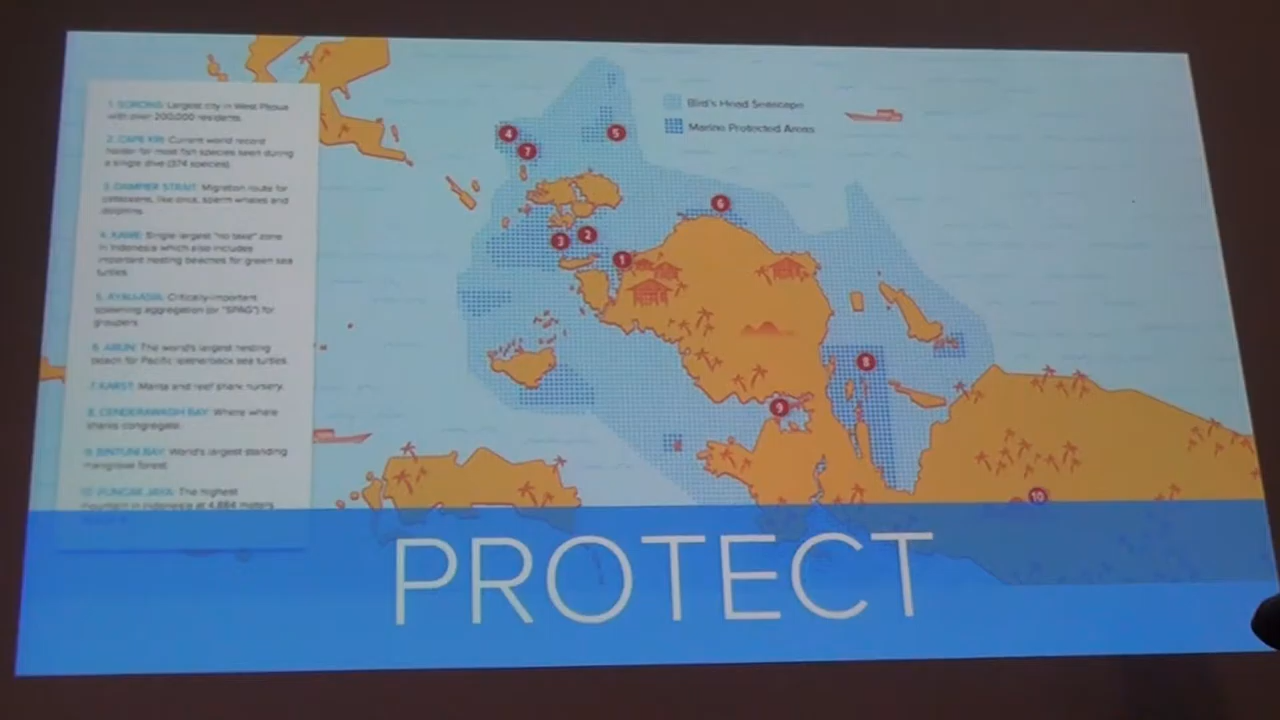 1. SORONG: Largest city in West Papua
with over 200,000 residents.
2. CAPE KRI: Current world record
holder for most fish species seen during
a single dive (374 species).
3. DAMPIER STRAIT: Migration route for
cetaceans, like orca, sperm whales and
dolphins.
4. KAWE: Single largest "no take" zone
in Indonesia which also includes
important nesting beaches for green sea
turtles.
5. AYAU-ASIA: Critically-important
spawning aggregation (or "SPAG") for
groupers.
6. ABUN: The world's largest nesting
beach for Pacific leatherback sea turtles.
7. KARST: Manta and reef shark nursery.
8. CENDERAWASIH BAY: Where whale
sharks congregate.
9. BINTUNI BAY: World's largest standing
mangrove forest.
10. PUNCAK JAYA: The highest
mountain in Indonesia at 4,884 meters
Bird's Head Seascape
Marine Protected Areas
4
5
7
6
3
2
1
8
9
10
PROTECT